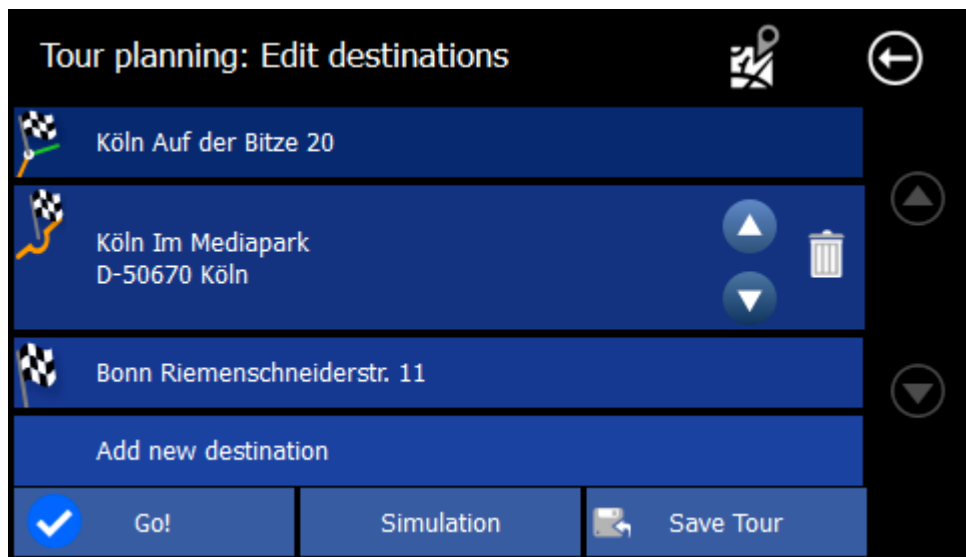 Tour planning: Edit destinations
Köln Auf der Bitze 20
Köln Im Mediapark
D-50670 Köln
Bonn Riemenschneiderstr. 11
Add new destination
Go!
Simulation
Save Tour